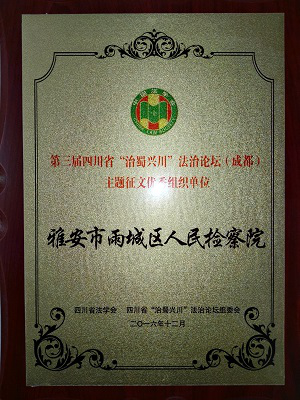 第三届四川省“治蜀兴川”法治论坛（成都）
主题征文优秀组织单位
雅安市雨城区人民检察院
四川省法学会 四川省“治蜀兴川”法治论坛组委会
二〇一六年十二月